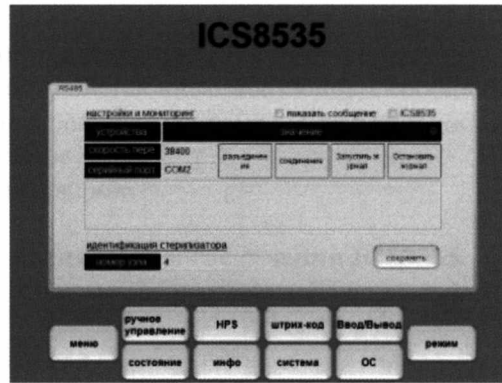 ICS8535
RS485
настройки и мониторинг
показать сообщение
ICS8535
устройства
значение
скорость пере
38400
разъединен
ие
соединение
Запустить ж
урнал
Остановить
журнал
серийный порт
COM2
идентификация стерилизатора
номер узла
4
сохранить
меню
ручное
управление
HPS
штрих-код
Ввод/Вывод
режим
состояние
инфо
система
ОС